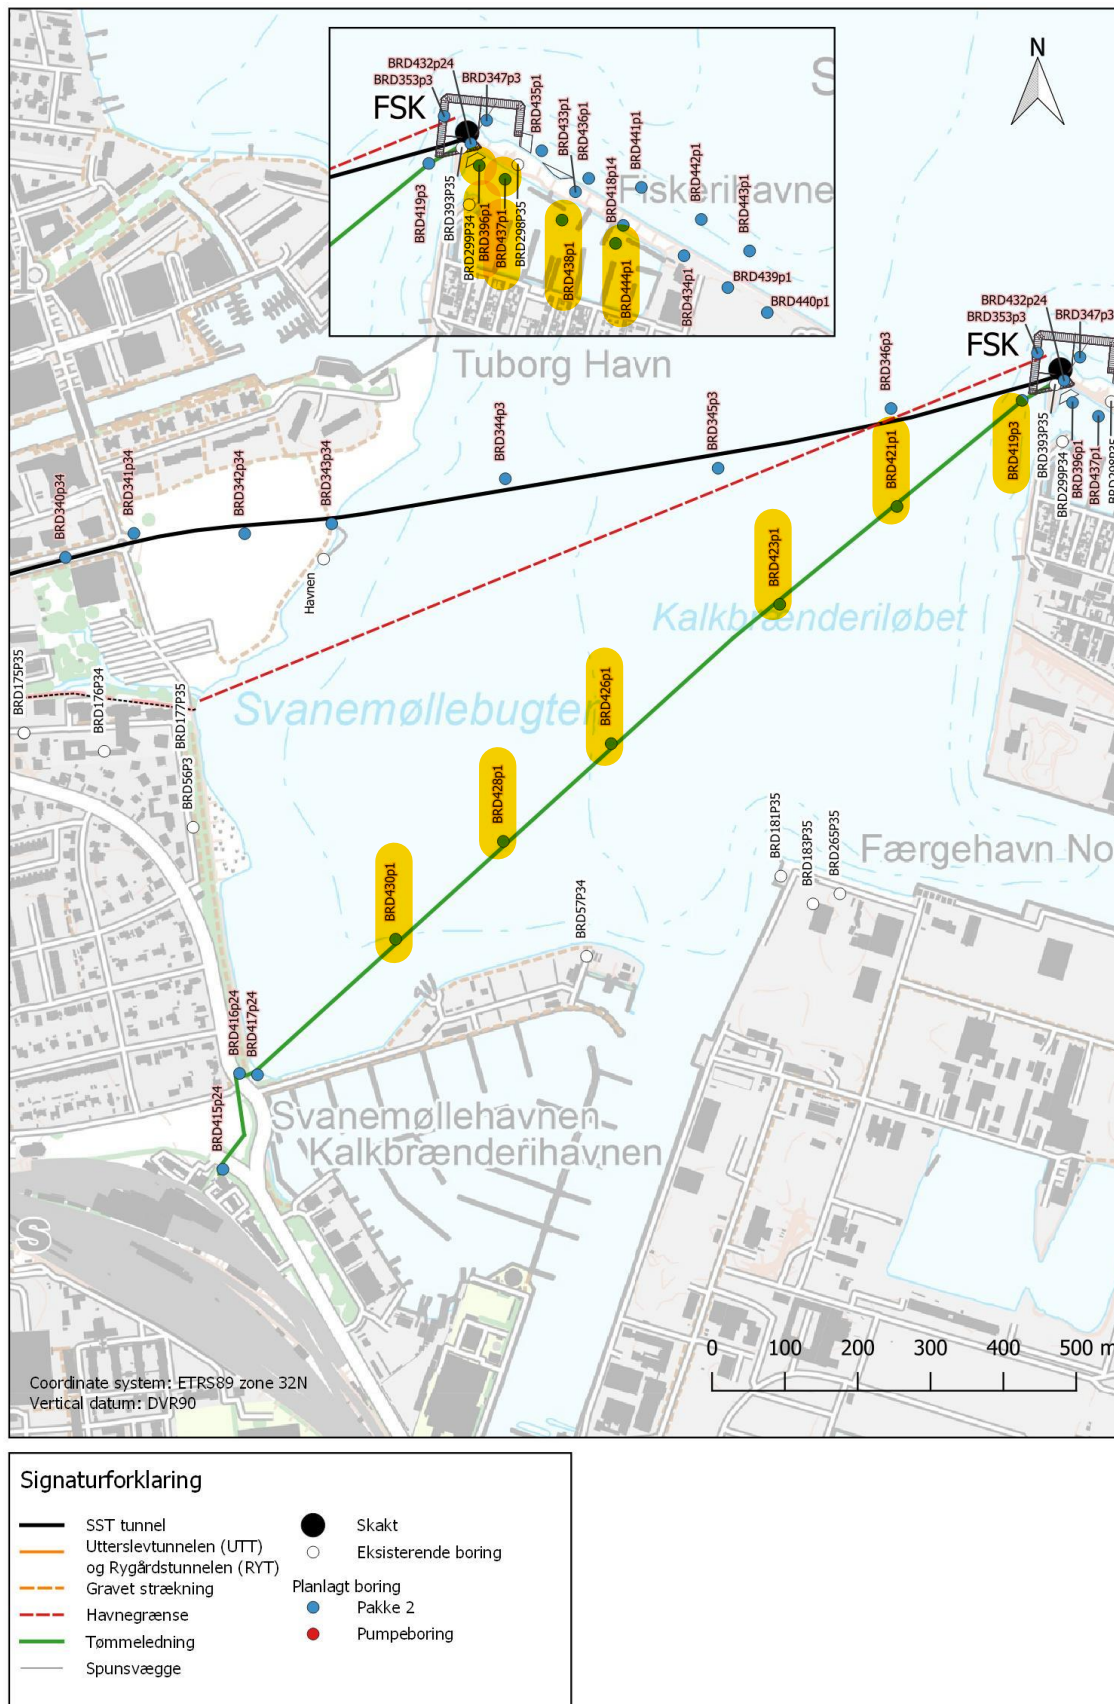 BRD432p24
BRD353p3
BRD347p3
FSK
BRD435p1
BRD433p1
BRD436p1
BRD441p1
BRD418p14
BRD442p1
BRD443p1
Fiskerihavne
BRD419p3
BRD393P35
BRD299P34
BRD396p1
BRD437p1
BRD298P35
BRD438p1
BRD444p1
BRD434p1
BRD439p1
BRD440p1
S
N
Tuborg Havn
BRD432p24
BRD353p3
BRD347p3
FSK
BRD346p3
BRD344p3
BRD345p3
BRD421p1
BRD419p3
BRD393P35
BRD299P34
BRD396p1
BRD437p1
BRD298P35
BRD340p34
BRD341p34
BRD342p34
BRD343p34
Havnen
BRD423p1
Kalkbrænderiløbet
BRD175P35
BRD176P34
BRD177P35
BRD56P3
Svanemøllebugten
BRD426p1
BRD428p1
BRD430p1
BRD57P34
BRD181P35
BRD183P35
BRD265P35
Færgehavn No
BRD416p24
BRD417p24
BRD415p24
Svanemøllehavnen
Kalkbrænderihavnen
S
0 100 200 300 400 500 m
Coordinate system: ETRS89 zone 32N
Vertical datum: DVR90
Signaturforklaring
SST tunnel
Utterslevtunnelen (UTT)
og Rygårdstunnelen (RYT)
Gravet strækning
Havnegrænse
Tømmeledning
Spunsvægge
Skakt
Eksisterende boring
Planlagt boring
Pakke 2
Pumpeboring